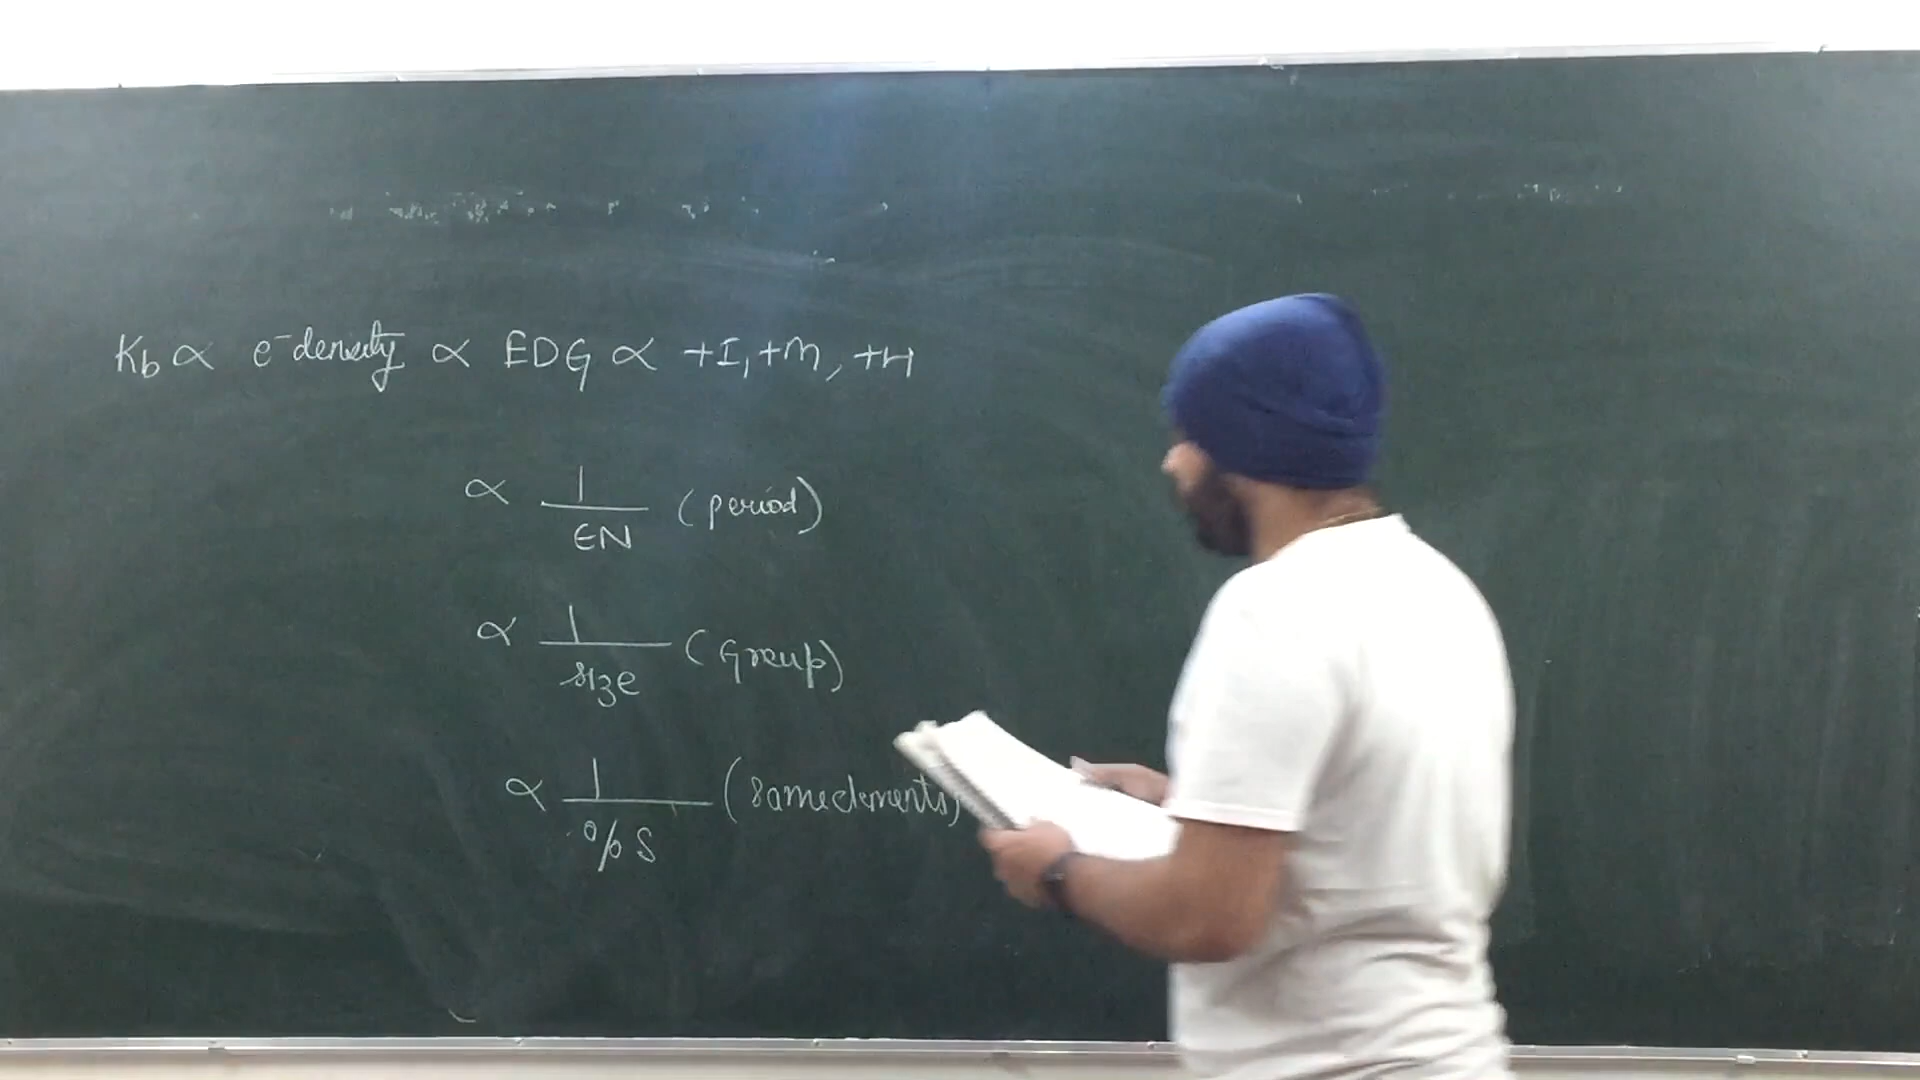 Kb ∝ e⁻density ∝ EDG ∝ +I, +M, +H
∝ 1/EN (period)
∝ 1/size (Group)
∝ 1/%S (same elements)